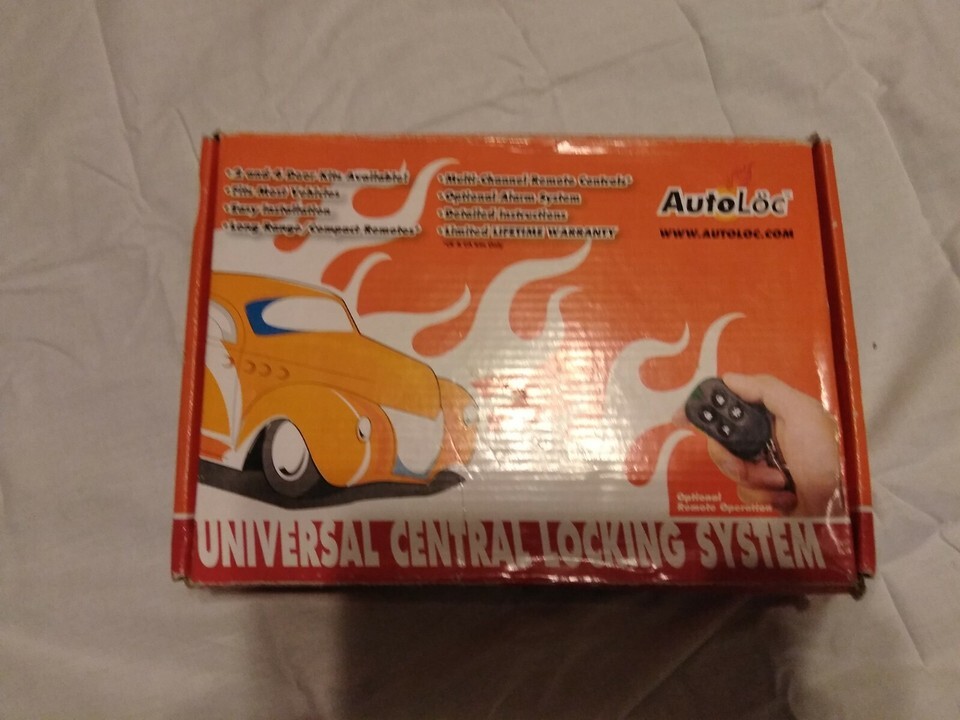 • 2 and 4 Door Kits Available!
• Fits Most Vehicles
• Easy Installation
• Long Range, Compact Remotes*
• Multi-Channel Remote Controls*
• Optional Alarm System
• Detailed Instructions
• Limited LIFETIME WARRANTY
AutoLöc
WWW.AUTOLOC.COM
Optional
Remote Operation
UNIVERSAL CENTRAL LOCKING SYSTEM